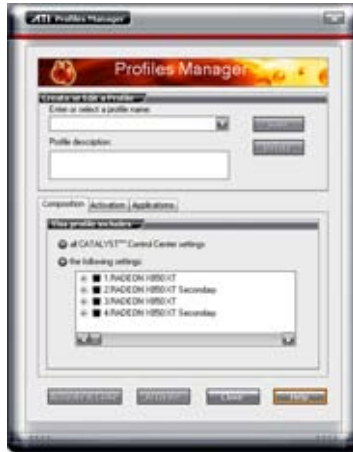 ATI Profiles Manager
Profiles Manager
Create or Edit a Profile
Enter or select a profile name:
Profile description:
Composition Activation Applications
This profile includes
all CATALYST™ Control Center settings
the following settings:
1.RADEON X850 XT
2.RADEON X850 XT Secondary
3.RADEON X850 XT
4.RADEON X850 XT Secondary
Activate
Close
Help